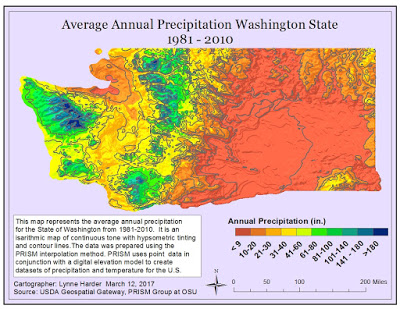 Average Annual Precipitation Washington State
1981 - 2010
This map represents the average annual precipitation
for the State of Washington from 1981-2010. It is an
isarithmic map of continuous tone with hypsometric tinting
and contour lines.The data was prepared using the
PRISM interpolation method. PRISM uses point data in
conjunction with a digital elevation model to create
datasets of precipitation and temperature for the U.S.
Cartographer: Lynne Harder March 12, 2017
Source: USDA Geospatial Gateway, PRISM Group at OSU
Annual Precipitation (in.)
< 9
10-20
21-30
31-40
41-60
61-80
81-100
101-140
141 - 180
>180
0
50
100
200 Miles